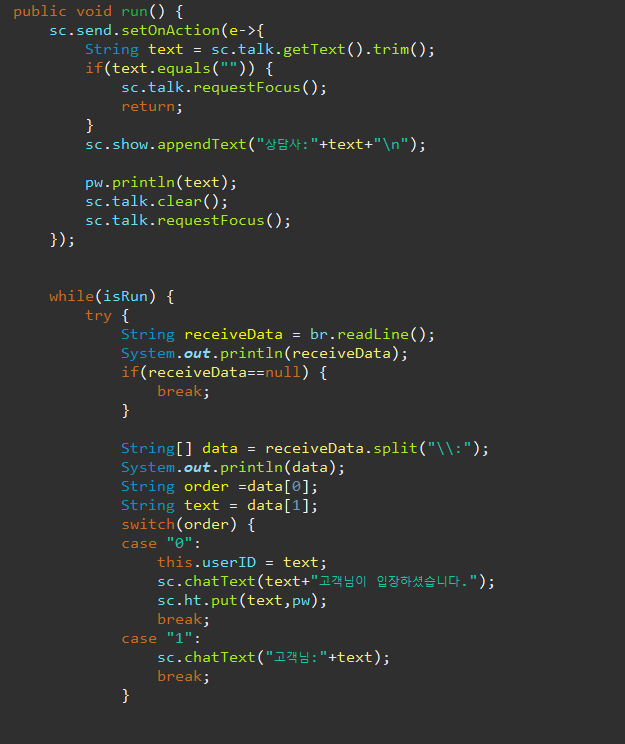 public void run() {
sc.send.setOnAction(e->{
String text = sc.talk.getText().trim();
if(text.equals("")) {
sc.talk.requestFocus();
return;
}
sc.show.appendText("상담사:"+text+"\n");
pw.println(text);
sc.talk.clear();
sc.talk.requestFocus();
});
while(isRun) {
try {
String receiveData = br.readLine();
System.out.println(receiveData);
if(receiveData==null) {
break;
}
String[] data = receiveData.split("\\:");
System.out.println(data);
String order =data[0];
String text = data[1];
switch(order) {
case "0":
this.userID = text;
sc.chatText(text+"고객님이 입장하셨습니다.");
sc.ht.put(text,pw);
break;
case "1":
sc.chatText("고객님:"+text);
break;
}